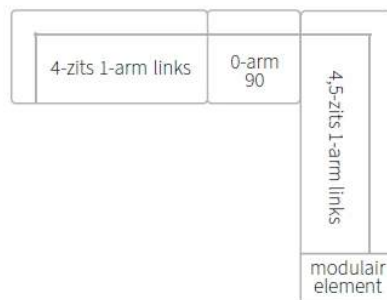 4-zits 1-arm links
0-arm
90
4,5-zits 1-arm links
modulair
element